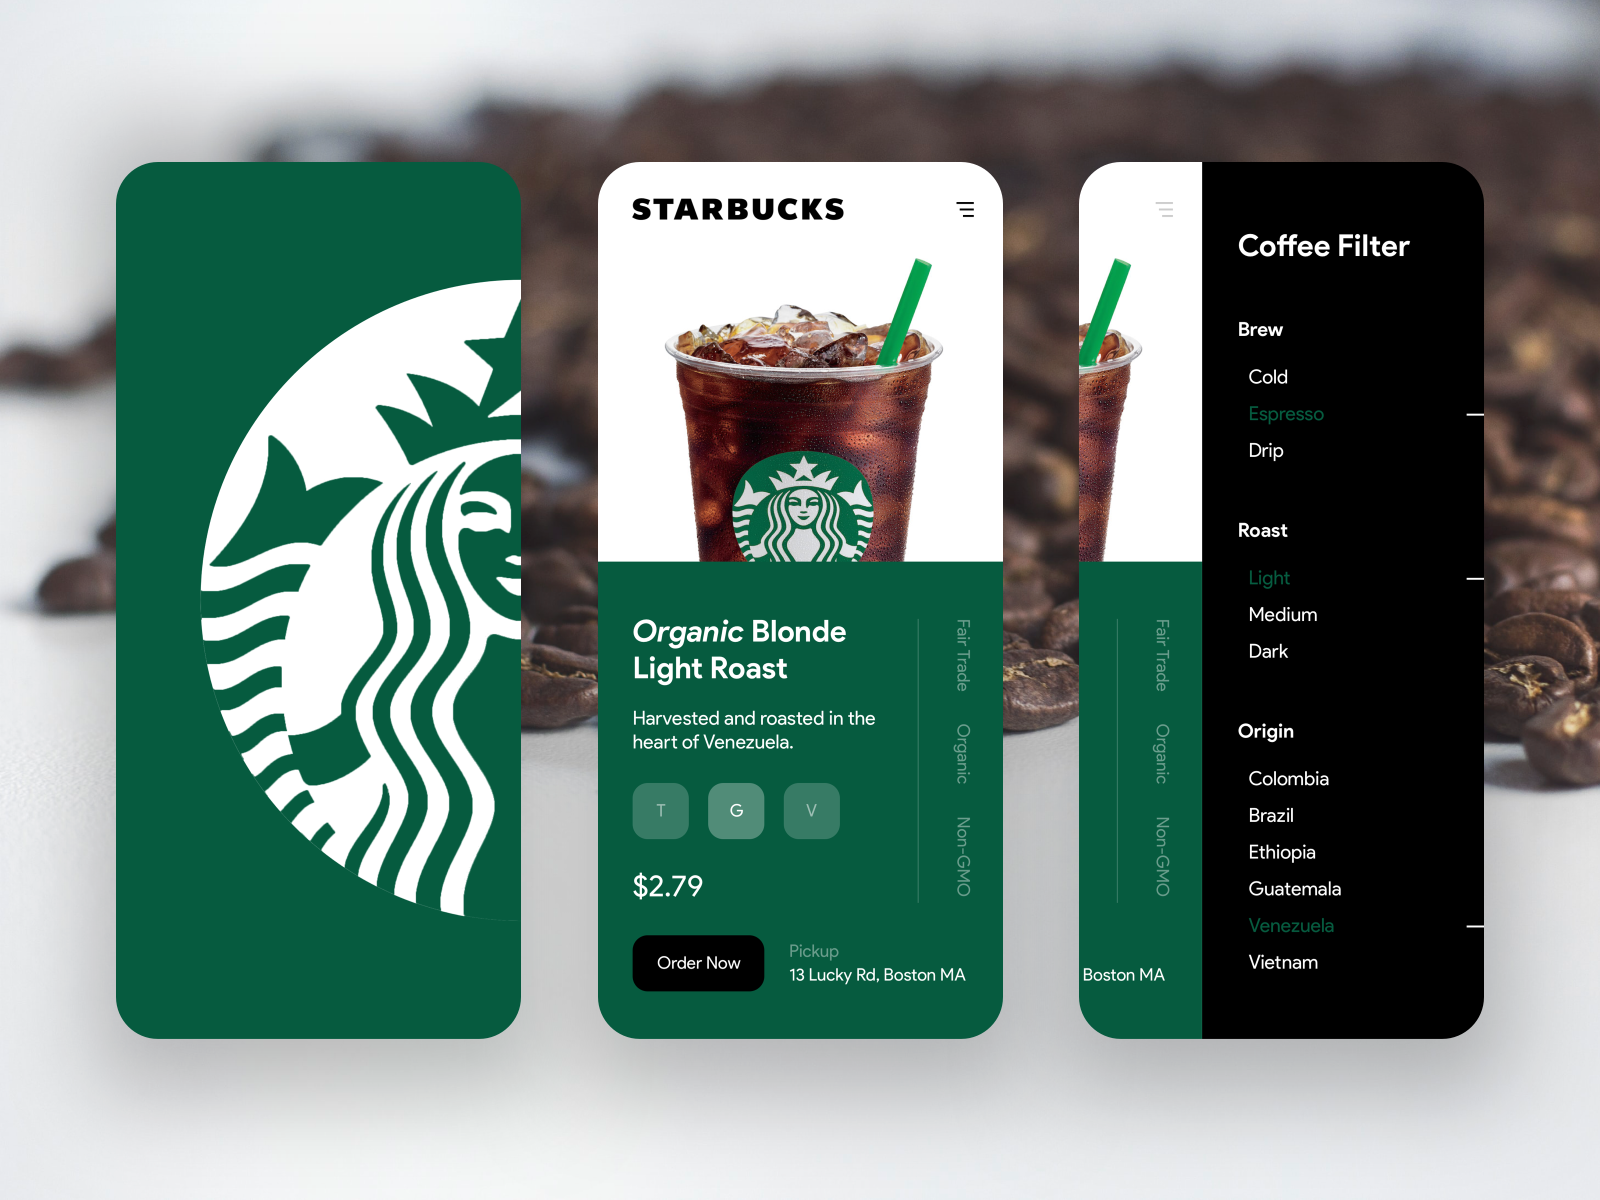 STARBUCKS
Organic Blonde
Light Roast
Harvested and roasted in the
heart of Venezuela.
T
G
V
$2.79
Order Now
Pickup
13 Lucky Rd, Boston MA
Fair Trade
Organic
Non-GMO
Boston MA
Fair Trade
Organic
Non-GMO
Coffee Filter
Brew
Cold
Espresso
Drip
Roast
Light
Medium
Dark
Origin
Colombia
Brazil
Ethiopia
Guatemala
Venezuela
Vietnam